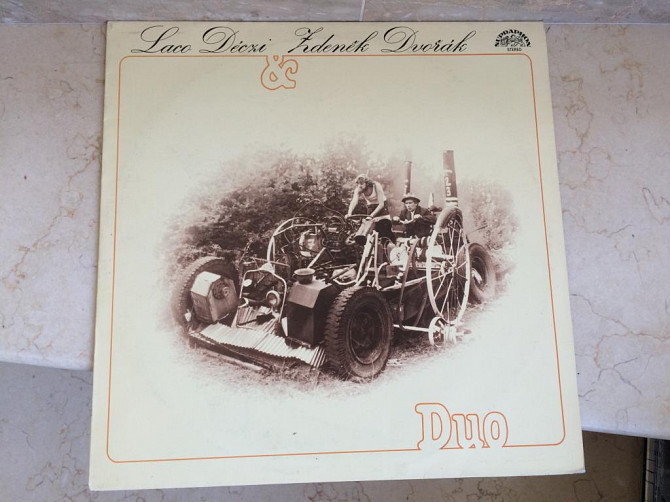 Laco Déczi Zdeněk Dvořák
&
SUPRAPHON
STEREO
Duo